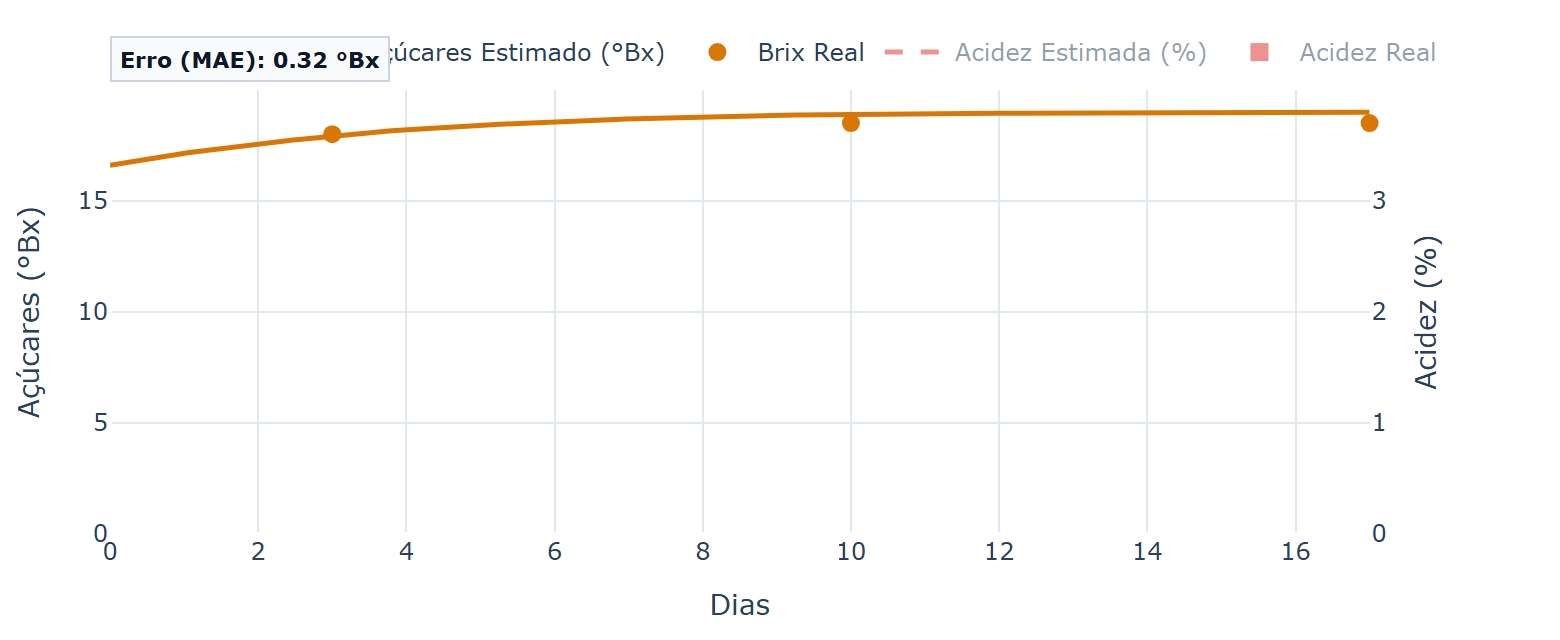 Erro (MAE): 0.32 °Bx
çúcares Estimado (°Bx)
Brix Real
Acidez Estimada (%)
Acidez Real
Açúcares (°Bx)
15
10
5
0
3
2
1
0
Acidez (%)
0 2 4 6 8 10 12 14 16
Dias